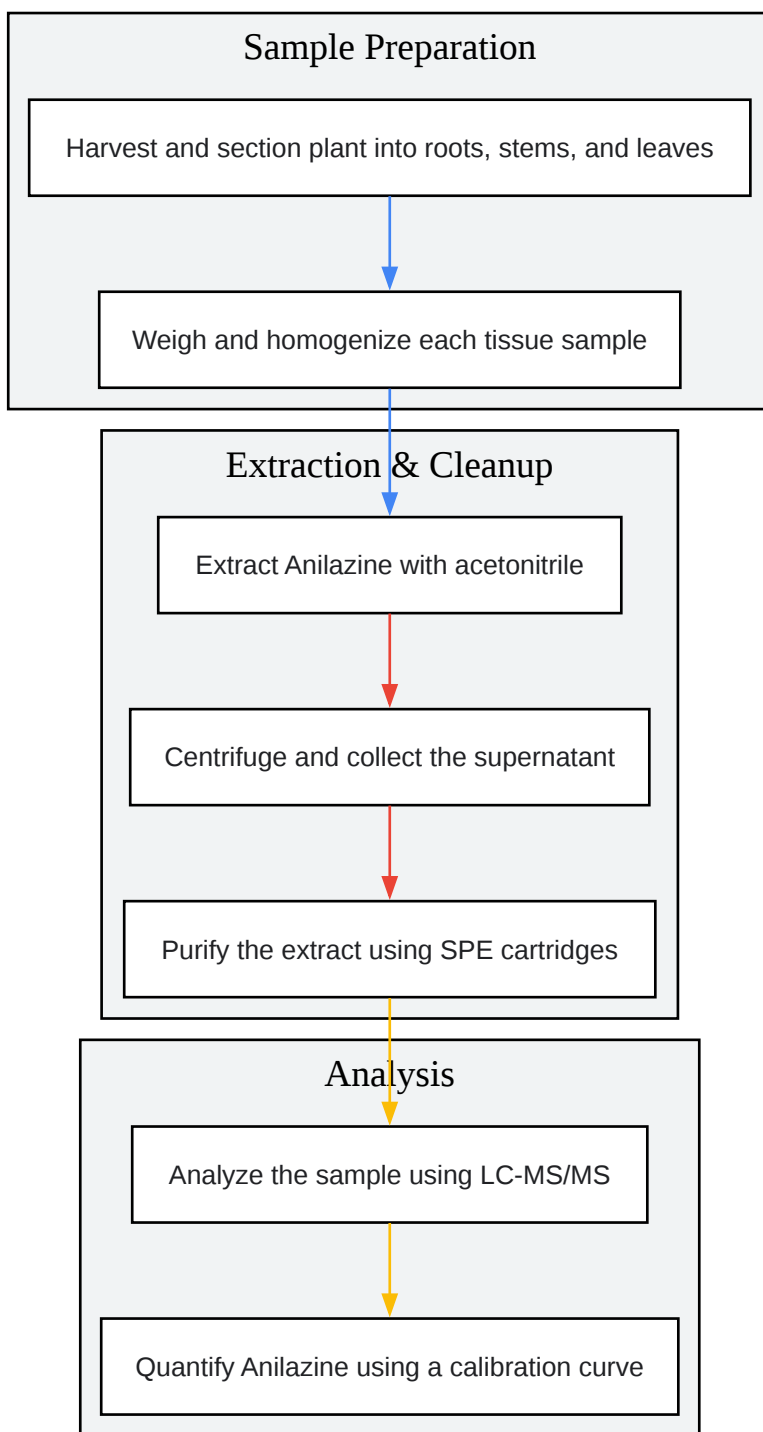 Sample Preparation
Harvest and section plant into roots, stems, and leaves
Weigh and homogenize each tissue sample
Extraction & Cleanup
Extract Anilazine with acetonitrile
Centrifuge and collect the supernatant
Purify the extract using SPE cartridges
Analysis
Analyze the sample using LC-MS/MS
Quantify Anilazine using a calibration curve